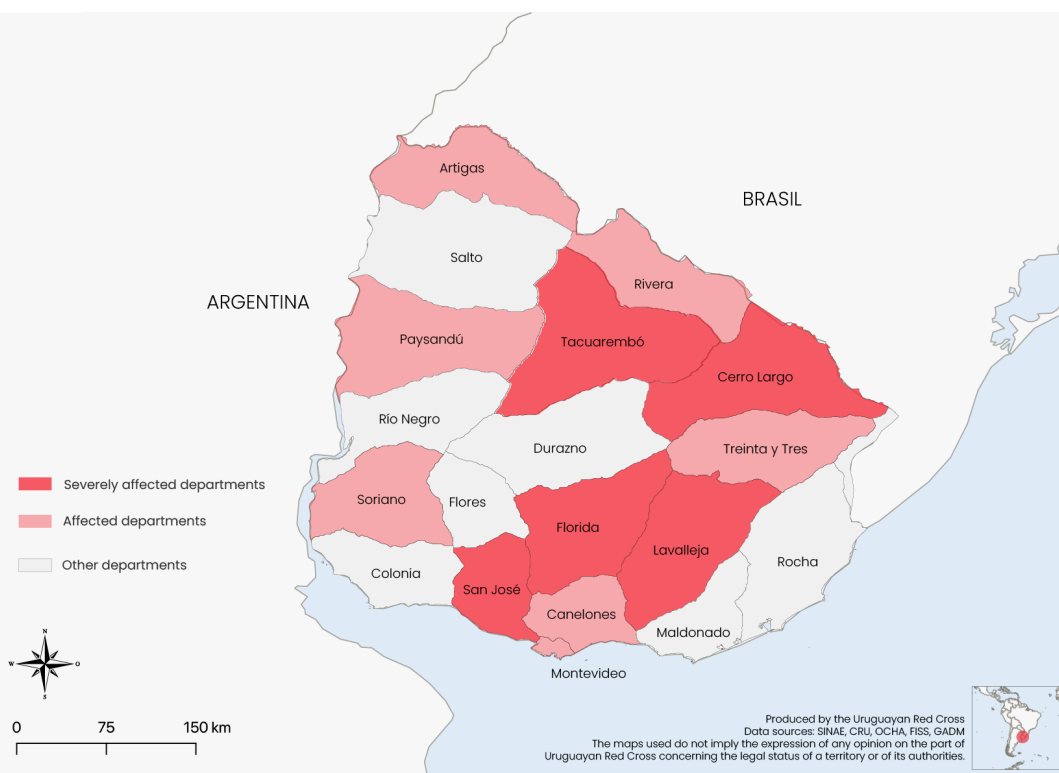 Artigas
BRASIL
Salto
Rivera
ARGENTINA
Paysandú
Tacuarembó
Cerro Largo
Río Negro
Durazno
Treinta y Tres
Severely affected departments
Soriano
Flores
Affected departments
Florida
Lavalleja
Other departments
Colonia
Rocha
San José
Canelones
Maldonado
Montevideo
N
W
O
S
0 75 150 km
Produced by the Uruguayan Red Cross
Data sources: SINAE, CRU, OCHA, FISS, GADM
The maps used do not imply the expression of any opinion on the part of
Uruguayan Red Cross concerning the legal status of a territory or of its authorities.